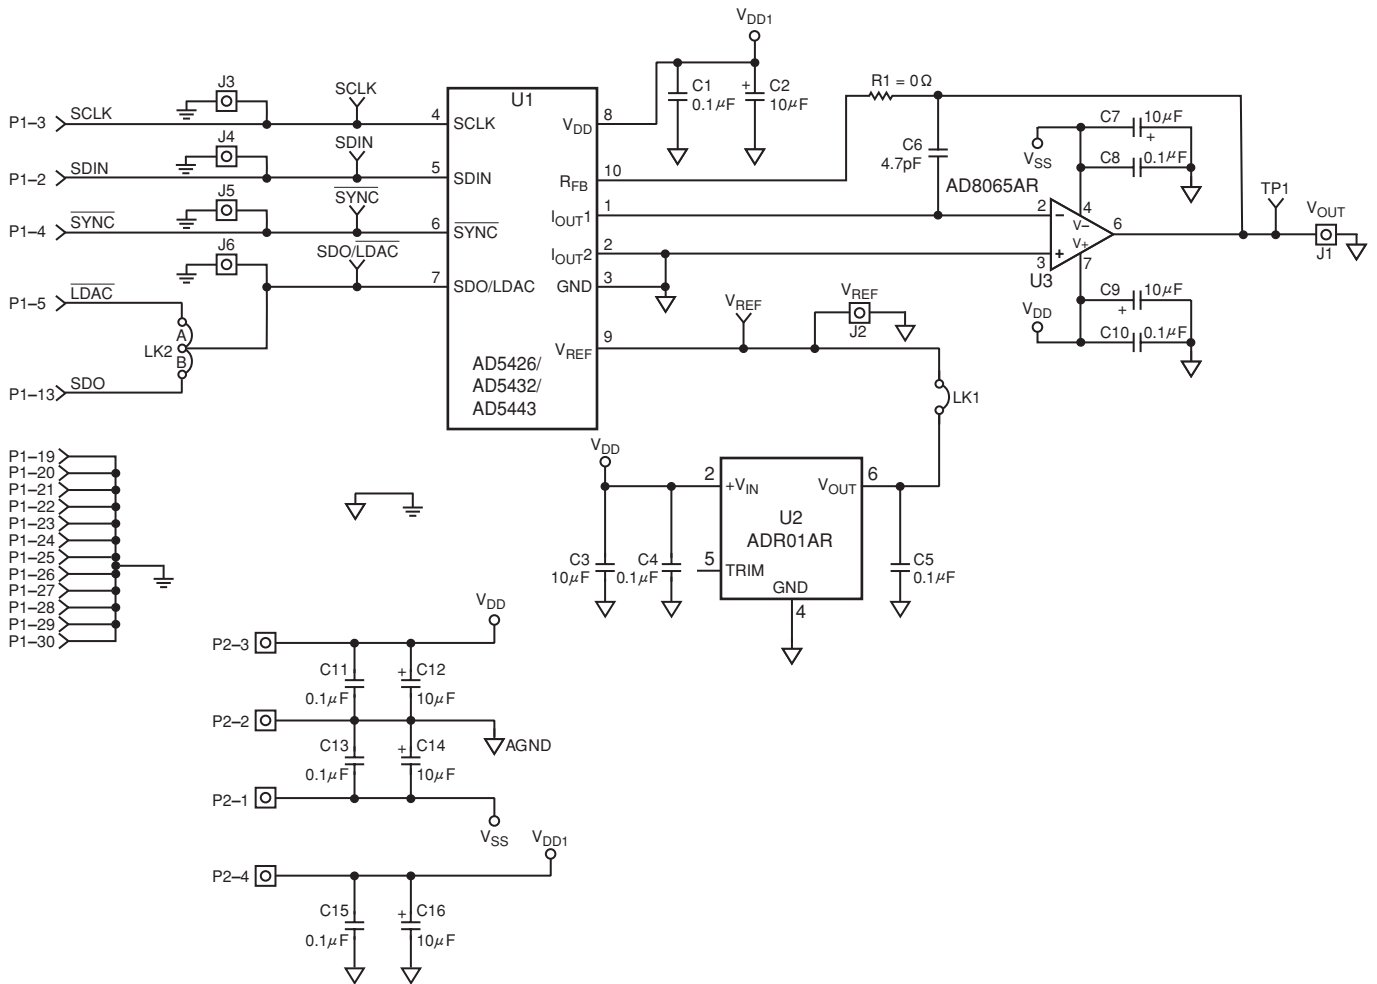 VDD1
J3
SCLK
P1–3
SCLK
J4
SDIN
P1–2
SDIN
J5
SYNC
P1–4
SYNC
J6
SDO/LDAC
P1–5
LDAC
A
LK2
B
P1–13
SDO
U1
4
SCLK
5
SDIN
6
SYNC
7
SDO/LDAC
VDD
8
RFB
10
IOUT1
1
IOUT2
2
GND
3
VREF
9
AD5426/
AD5432/
AD5443
C1
0.1µF
+
C2
10µF
R1 = 0Ω
C6
4.7pF
AD8065AR
C7
10µF
+
VSS
C8
0.1µF
2
–
4
V–
V+
+
3
7
6
U3
TP1
VOUT
J1
C9
10µF
+
VDD
C10
0.1µF
VREF
VREF
J2
LK1
VDD
2
+VIN
VOUT
6
U2
ADR01AR
5
TRIM
GND
4
C3
10µF
C4
0.1µF
C5
0.1µF
P1–19
P1–20
P1–21
P1–22
P1–23
P1–24
P1–25
P1–26
P1–27
P1–28
P1–29
P1–30
VDD
P2–3
C11
0.1µF
+
C12
10µF
P2–2
AGND
C13
0.1µF
+
C14
10µF
P2–1
VSS
VDD1
P2–4
C15
0.1µF
+
C16
10µF